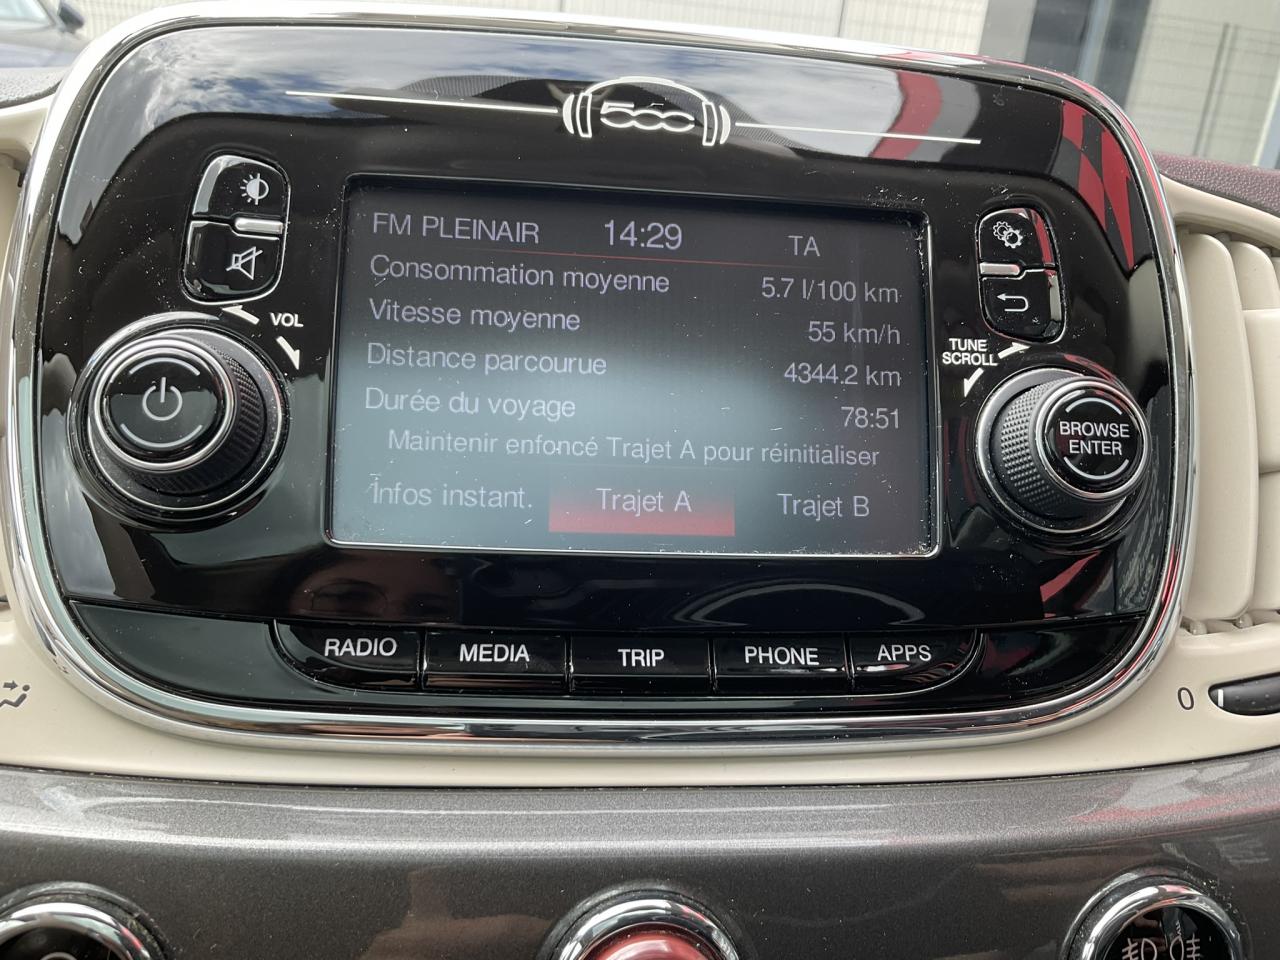 500
FM PLEINAIR 14:29 TA
Consommation moyenne 5.7 l/100 km
Vitesse moyenne 55 km/h
Distance parcourue 4344.2 km
Durée du voyage 78:51
Maintenir enfoncé Trajet A pour réinitialiser
Infos instant. Trajet A Trajet B
VOL
TUNE
SCROLL
BROWSE
ENTER
RADIO MEDIA TRIP PHONE APPS
0